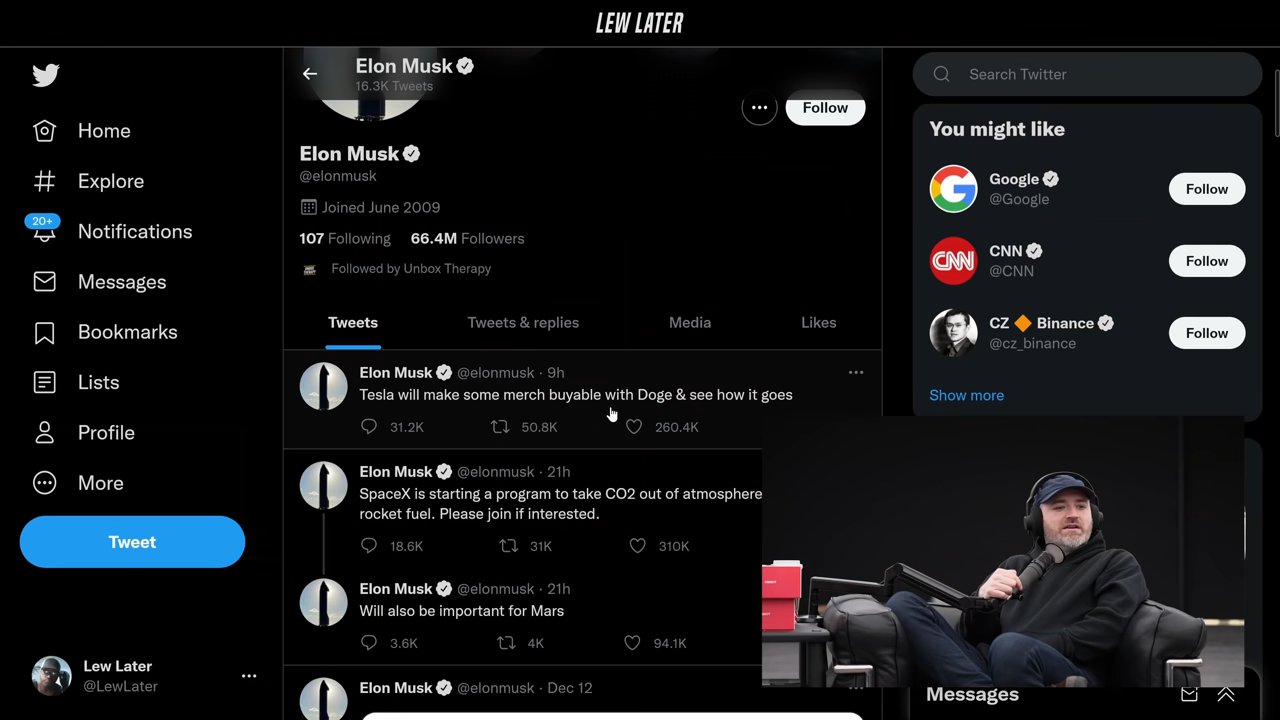 LEW LATER
Home
Explore
20+
Notifications
Messages
Bookmarks
Lists
Profile
More
Tweet
Lew Later
@LewLater
Elon Musk
16.3K Tweets
Follow
Elon Musk
@elonmusk
Joined June 2009
107 Following 66.4M Followers
Followed by Unbox Therapy
Tweets
Tweets & replies
Media
Likes
Elon Musk @elonmusk · 9h
Tesla will make some merch buyable with Doge & see how it goes
31.2K 50.8K 260.4K
Elon Musk @elonmusk · 21h
SpaceX is starting a program to take CO2 out of atmosphere
rocket fuel. Please join if interested.
18.6K 31K 310K
Elon Musk @elonmusk · 21h
Will also be important for Mars
3.6K 4K 94.1K
Elon Musk @elonmusk · Dec 12
Search Twitter
You might like
Google
@Google
Follow
CNN
CNN
@CNN
Follow
CZ 🔶 Binance
@cz_binance
Follow
Show more
Messages